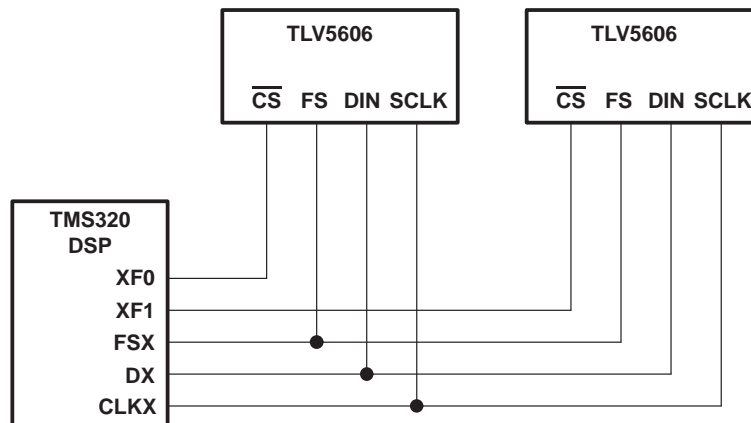 TLV5606
CS FS DIN SCLK
TLV5606
CS FS DIN SCLK
TMS320
DSP
XF0
XF1
FSX
DX
CLKX